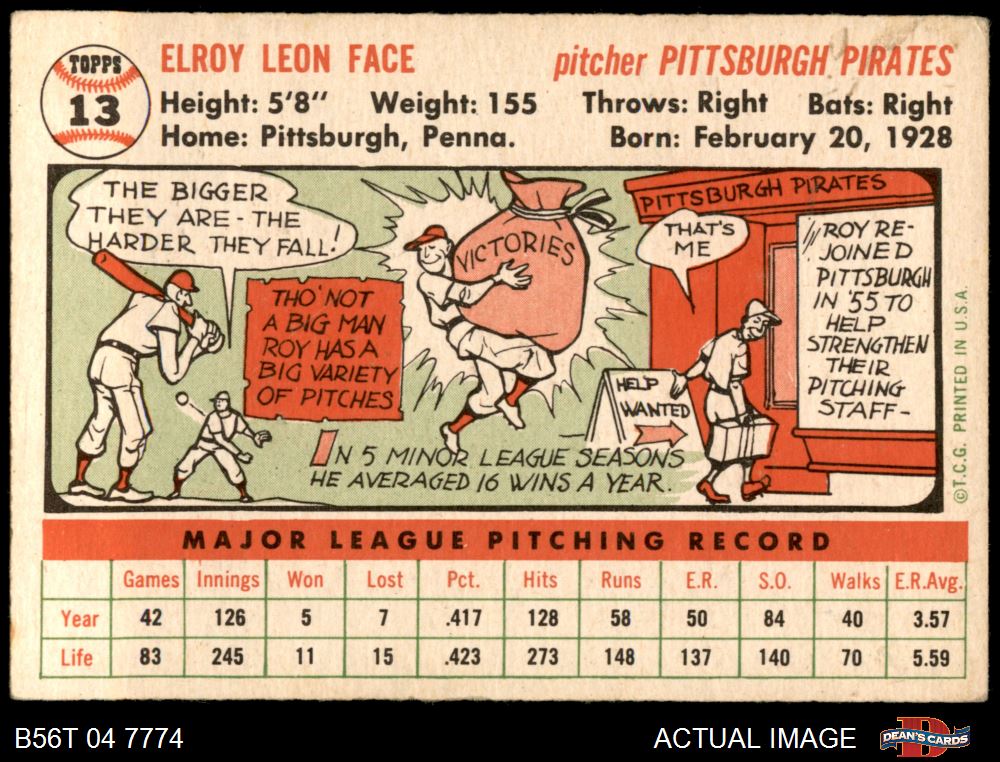 TOPPS
13
ELROY LEON FACE pitcher PITTSBURGH PIRATES
Height: 5'8" Weight: 155 Throws: Right Bats: Right
Home: Pittsburgh, Penna. Born: February 20, 1928
THE BIGGER
THEY ARE - THE
HARDER THEY FALL!
THO' NOT
A BIG MAN
ROY HAS A
BIG VARIETY
OF PITCHES
VICTORIES
IN 5 MINOR LEAGUE SEASONS
HE AVERAGED 16 WINS A YEAR.
PITTSBURGH PIRATES
THAT'S
ME
HELP
WANTED
ROY RE-
JOINED
PITTSBURGH
IN '55 TO
HELP
STRENGTHEN
THEIR
PITCHING
STAFF-
©T.C.G. PRINTED IN U.S.A.
MAJOR LEAGUE PITCHING RECORD
Games Innings Won Lost Pct. Hits Runs E.R. S.O. Walks E.R.Avg.
Year 42 126 5 7 .417 128 58 50 84 40 3.57
Life 83 245 11 15 .423 273 148 137 140 70 5.59
B56T 04 7774 ACTUAL IMAGE DEAN'S CARDS